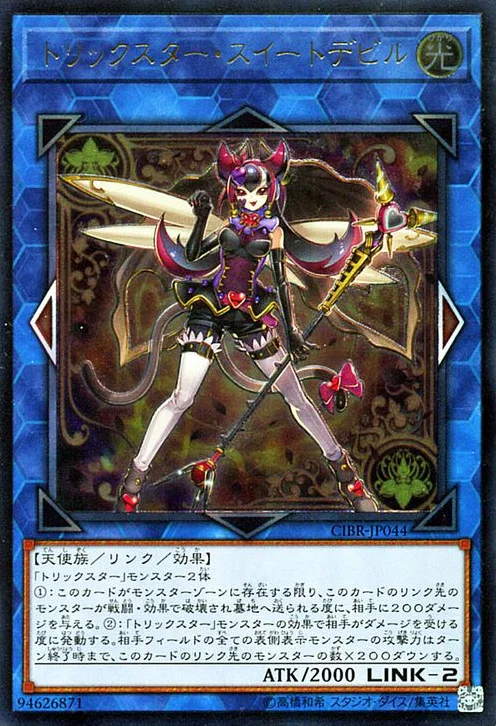 トリックスター・スイートデビル
光
CIBR-JP044
【天使族／リンク／効果】
「トリックスター」モンスター2体
①：このカードがモンスターゾーンに存在する限り、このカードのリンク先の
モンスターが戦闘・効果で破壊され墓地へ送られる度に、相手に200ダメー
ジを与える。②：「トリックスター」モンスターの効果で相手がダメージを受ける
度に発動する。相手フィールドの全ての表側表示モンスターの攻撃力はター
ン終了時まで、このカードのリンク先のモンスターの数×200ダウンする。
ATK/2000 LINK-2
94626871
©高橋和希 スタジオ・ダイス/集英社